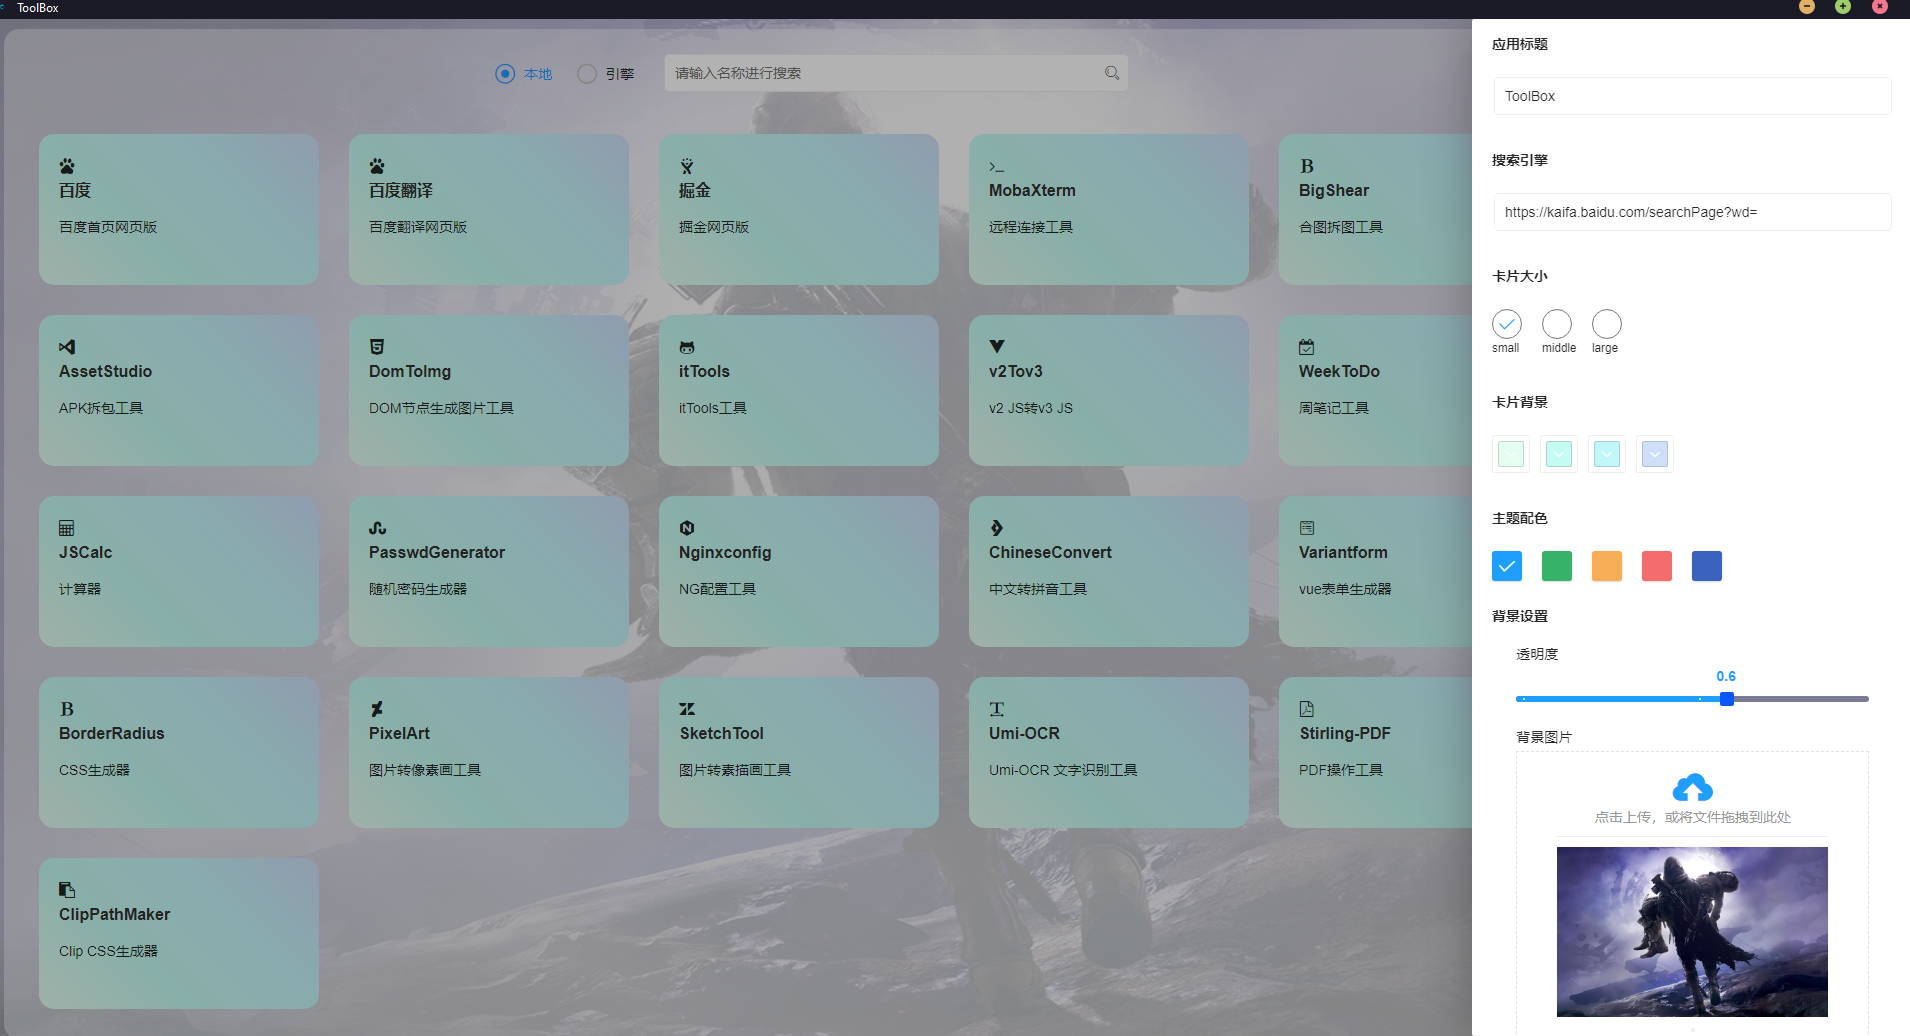 ToolBox
本地
引擎
请输入名称进行搜索
百度
百度首页网页版
百度翻译
百度翻译网页版
掘金
掘金网页版
MobaXterm
远程连接工具
BigShear
合图拆图工具
AssetStudio
APK拆包工具
DomToImg
DOM节点生成图片工具
itTools
itTools工具
v2Tov3
v2 JS转v3 JS
WeekToDo
周笔记工具
JSCalc
计算器
PasswdGenerator
随机密码生成器
Nginxconfig
NG配置工具
ChineseConvert
中文转拼音工具
Variantform
vue表单生成器
BorderRadius
CSS生成器
PixelArt
图片转像素画工具
SketchTool
图片转素描画工具
Umi-OCR
Umi-OCR 文字识别工具
Stirling-PDF
PDF操作工具
ClipPathMaker
Clip CSS生成器
应用标题
ToolBox
搜索引擎
https://kaifa.baidu.com/searchPage?wd=
卡片大小
small
middle
large
卡片背景
主题配色
背景设置
透明度
0.6
背景图片
点击上传，或将文件拖拽到此处